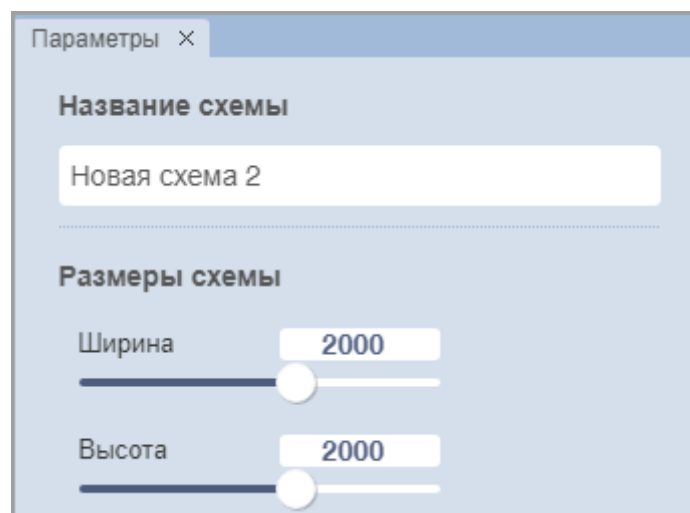 Параметры ×
Название схемы
Новая схема 2
Размеры схемы
Ширина 2000
Высота 2000